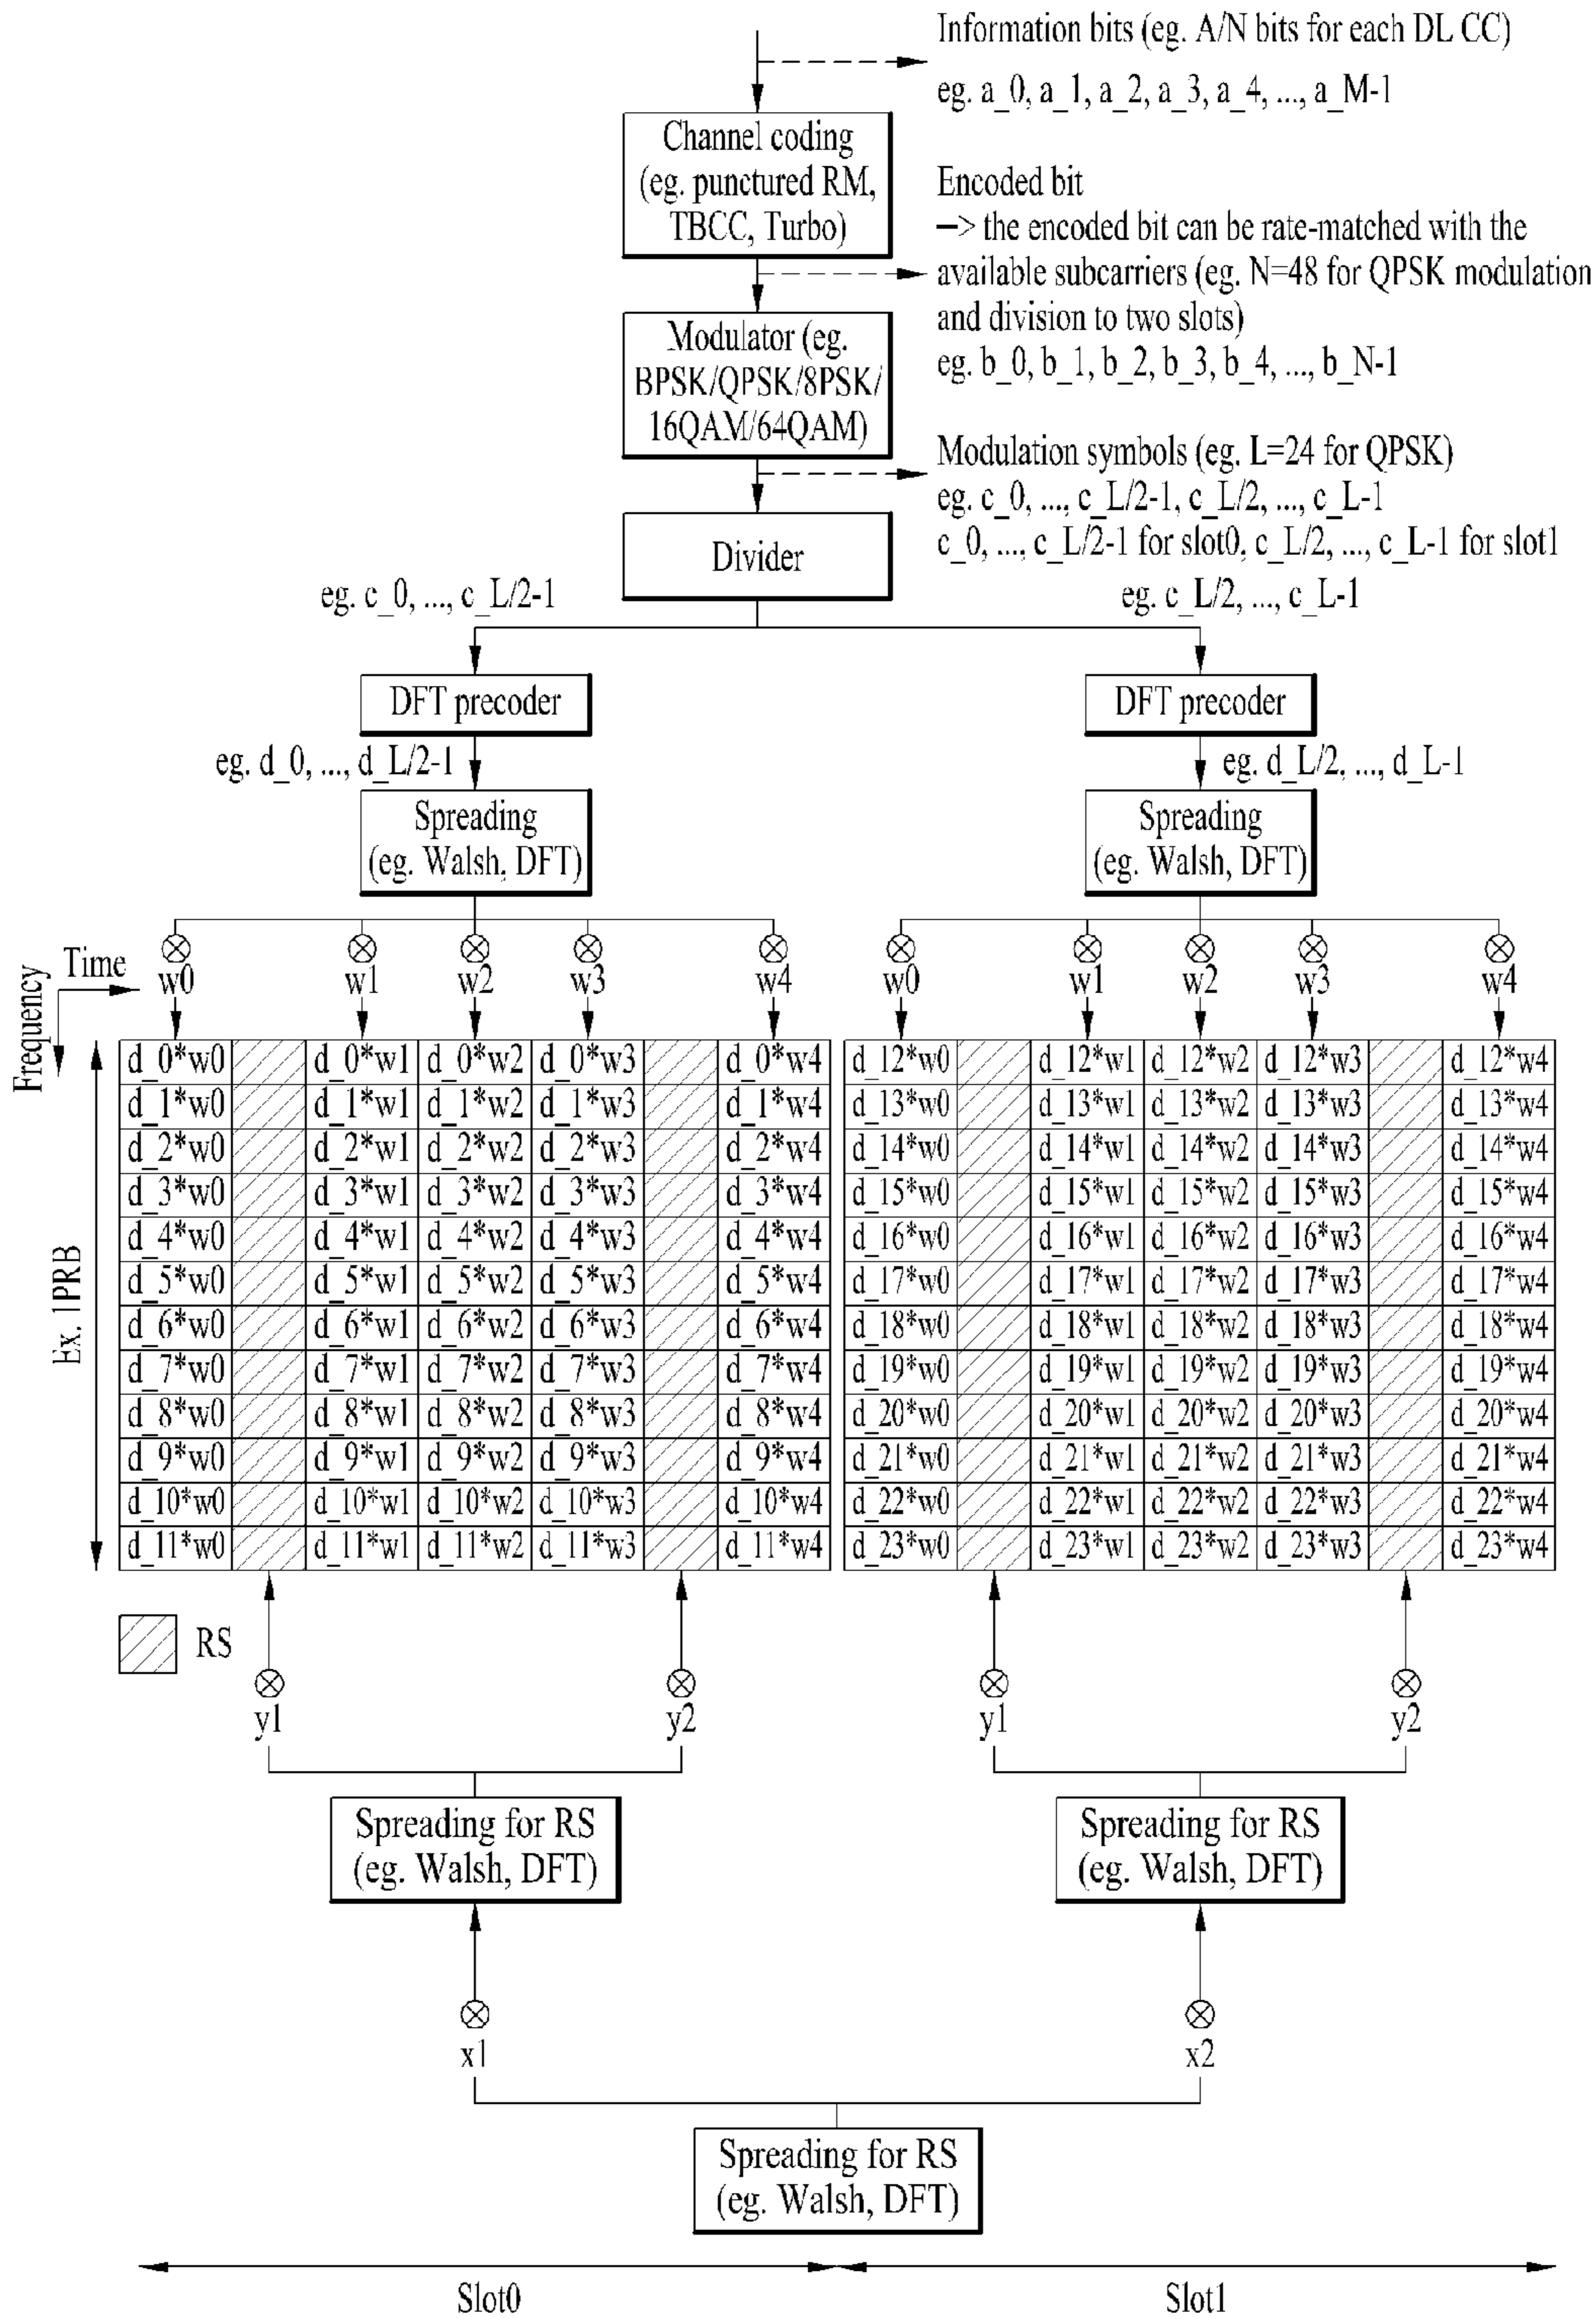 Information bits (eg. A/N bits for each DL CC)
eg. a_0, a_1, a_2, a_3, a_4, ..., a_M-1
Channel coding
(eg. punctured RM,
TBCC, Turbo)
Encoded bit
—> the encoded bit can be rate-matched with the
available subcarriers (eg. N=48 for QPSK modulation
and division to two slots)
eg. b_0, b_1, b_2, b_3, b_4, ..., b_N-1
Modulator (eg.
BPSK/QPSK/8PSK/
16QAM/64QAM)
Modulation symbols (eg. L=24 for QPSK)
eg. c_0, ..., c_L/2-1, c_L/2, ..., c_L-1
c_0, ..., c_L/2-1 for slot0, c_L/2, ..., c_L-1 for slot1
Divider
eg. c_0, ..., c_L/2-1
eg. c_L/2, ..., c_L-1
DFT precoder
DFT precoder
eg. d_0, ..., d_L/2-1
eg. d_L/2, ..., d_L-1
Spreading
(eg. Walsh, DFT)
Spreading
(eg. Walsh, DFT)
Time
Frequency
w0 w1 w2 w3 w4 w0 w1 w2 w3 w4
Ex. 1PRB
d_0*w0 d_0*w1 d_0*w2 d_0*w3 d_0*w4 d_12*w0 d_12*w1 d_12*w2 d_12*w3 d_12*w4
d_1*w0 d_1*w1 d_1*w2 d_1*w3 d_1*w4 d_13*w0 d_13*w1 d_13*w2 d_13*w3 d_13*w4
d_2*w0 d_2*w1 d_2*w2 d_2*w3 d_2*w4 d_14*w0 d_14*w1 d_14*w2 d_14*w3 d_14*w4
d_3*w0 d_3*w1 d_3*w2 d_3*w3 d_3*w4 d_15*w0 d_15*w1 d_15*w2 d_15*w3 d_15*w4
d_4*w0 d_4*w1 d_4*w2 d_4*w3 d_4*w4 d_16*w0 d_16*w1 d_16*w2 d_16*w3 d_16*w4
d_5*w0 d_5*w1 d_5*w2 d_5*w3 d_5*w4 d_17*w0 d_17*w1 d_17*w2 d_17*w3 d_17*w4
d_6*w0 d_6*w1 d_6*w2 d_6*w3 d_6*w4 d_18*w0 d_18*w1 d_18*w2 d_18*w3 d_18*w4
d_7*w0 d_7*w1 d_7*w2 d_7*w3 d_7*w4 d_19*w0 d_19*w1 d_19*w2 d_19*w3 d_19*w4
d_8*w0 d_8*w1 d_8*w2 d_8*w3 d_8*w4 d_20*w0 d_20*w1 d_20*w2 d_20*w3 d_20*w4
d_9*w0 d_9*w1 d_9*w2 d_9*w3 d_9*w4 d_21*w0 d_21*w1 d_21*w2 d_21*w3 d_21*w4
d_10*w0 d_10*w1 d_10*w2 d_10*w3 d_10*w4 d_22*w0 d_22*w1 d_22*w2 d_22*w3 d_22*w4
d_11*w0 d_11*w1 d_11*w2 d_11*w3 d_11*w4 d_23*w0 d_23*w1 d_23*w2 d_23*w3 d_23*w4
RS
y1 y2 y1 y2
Spreading for RS
(eg. Walsh, DFT)
Spreading for RS
(eg. Walsh, DFT)
x1 x2
Spreading for RS
(eg. Walsh, DFT)
Slot0 Slot1